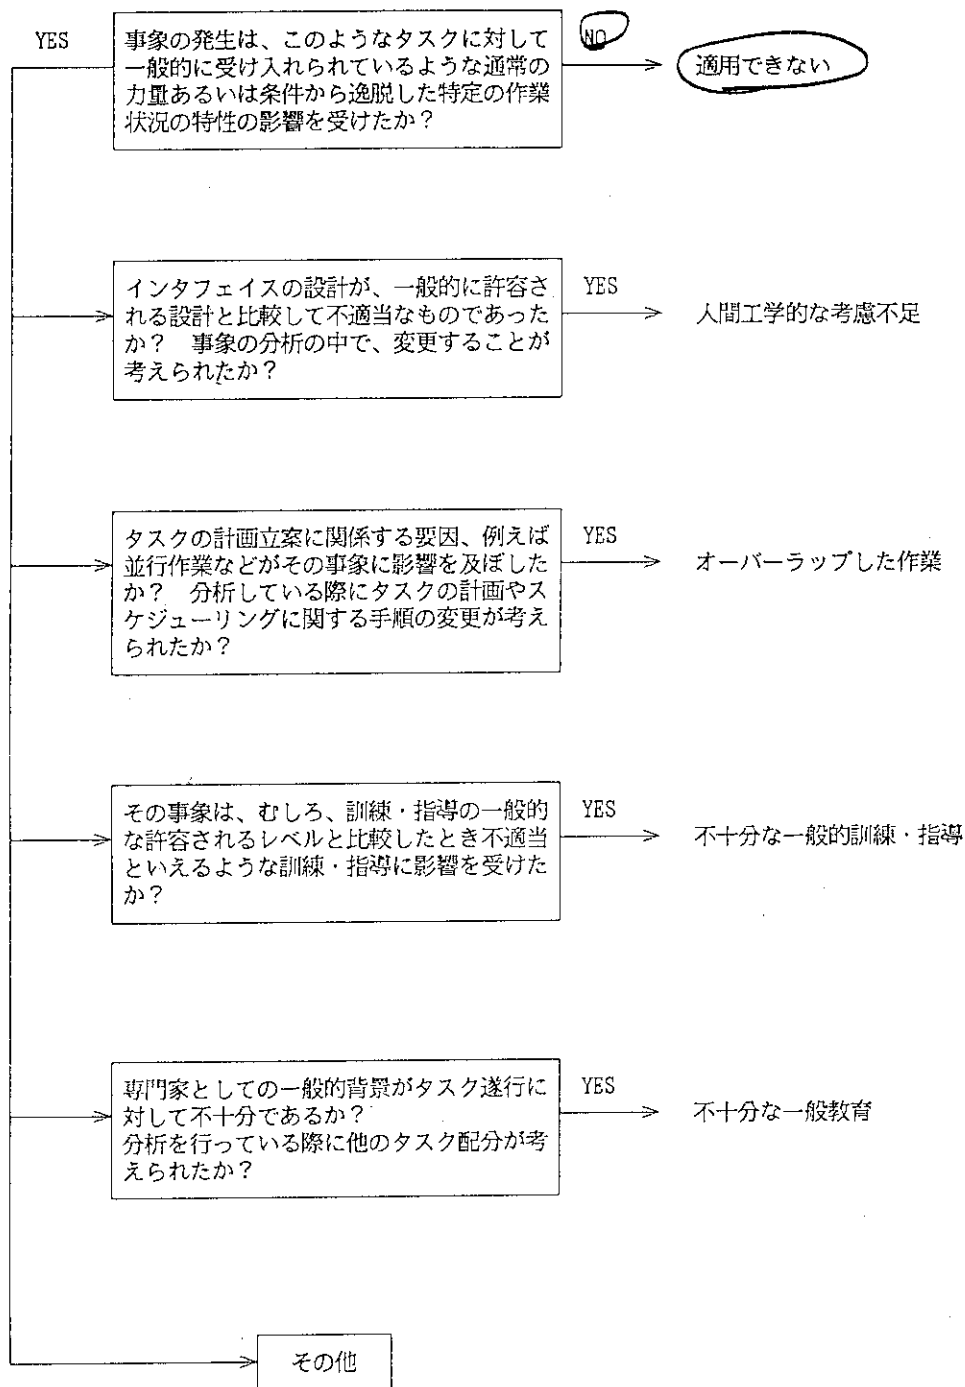 YES
事象の発生は、このようなタスクに対して
一般的に受け入れられているような通常の
力量あるいは条件から逸脱した特定の作業
状況の特性の影響を受けたか？
NO
適用できない
インタフェイスの設計が、一般的に許容さ
れる設計と比較して不適当なものであった
か？　事象の分析の中で、変更することが
考えられたか？
YES
人間工学的な考慮不足
タスクの計画立案に関係する要因、例えば
並行作業などがその事象に影響を及ぼした
か？　分析している際にタスクの計画やス
ケジューリングに関する手順の変更が考え
られたか？
YES
オーバーラップした作業
その事象は、むしろ、訓練・指導の一般的
な許容されるレベルと比較したとき不適当
といえるような訓練・指導に影響を受けた
か？
YES
不十分な一般的訓練・指導
専門家としての一般的背景がタスク遂行に
対して不十分であるか？
分析を行っている際に他のタスク配分が考
えられたか？
YES
不十分な一般教育
その他